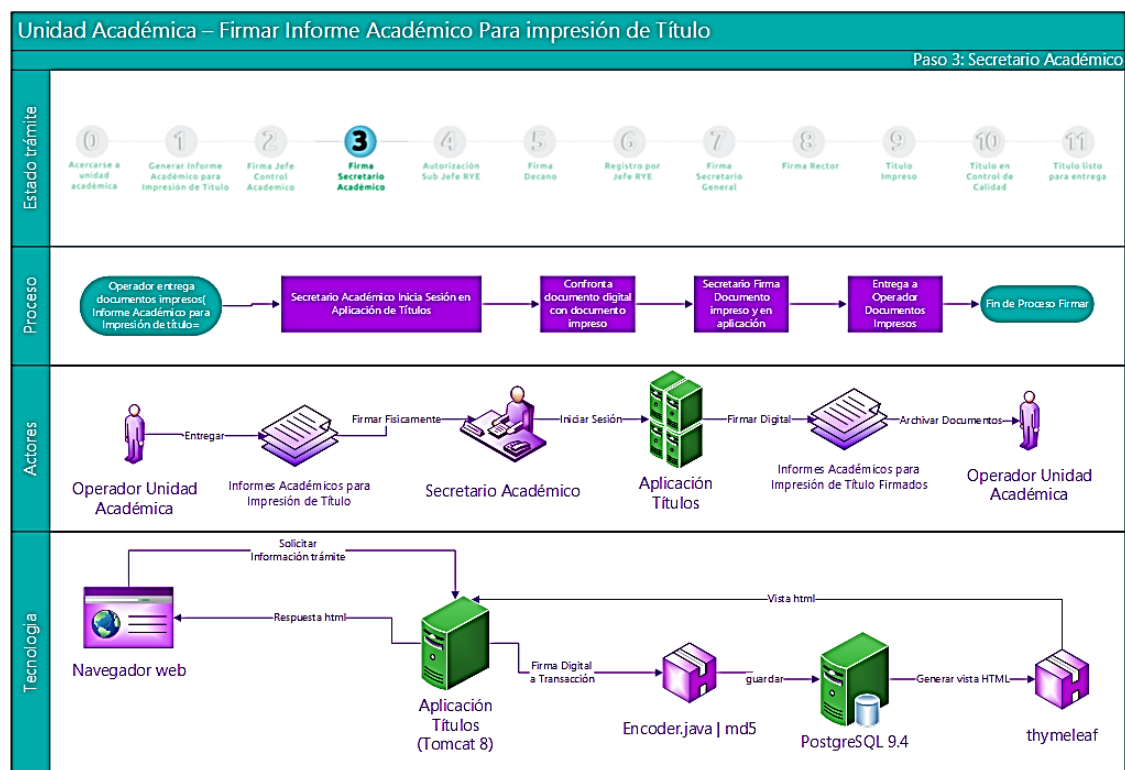 Unidad Académica – Firmar Informe Académico Para impresión de Título
Paso 3: Secretario Académico
Estado trámite
0
Acercarse a
unidad
académica
1
Generar Informe
Académico para
Impresión de Titulo
2
Firma Jefe
Control
Academico
3
Firma
Secretario
Académico
4
Autorización
Sub Jefe RYE
5
Firma
Decano
6
Registro por
Jefe RYE
7
Firma
Secretario
General
8
Firma Rector
9
Titulo
Impreso
10
Titulo en
Control de
Calidad
11
Titulo listo
para entrega
Proceso
Operador entrega
documentos impresos(
Informe Académico para
Impresión de título=
Secretario Académico Inicia Sesión en
Aplicación de Títulos
Confronta
documento digital
con documento
impreso
Secretario Firma
Documento
impreso y en
aplicación
Entrega a
Operador
Documentos
Impresos
Fin de Proceso Firmar
Actores
Entregar
Firmar Fisicamente
Iniciar Sesión
Firmar Digital
Archivar Documentos
Operador Unidad
Académica
Informes Académicos para
Impresión de Título
Secretario Académico
Aplicación
Títulos
Informes Académicos para
Impresión de Título Firmados
Operador Unidad
Académica
Tecnologia
Solicitar
Información trámite
Respuesta html
Vista html
Navegador web
Firma Digital
a Transacción
guardar
Generar vista HTML
Aplicación
Títulos
(Tomcat 8)
Encoder.java | md5
PostgreSQL 9.4
thymeleaf